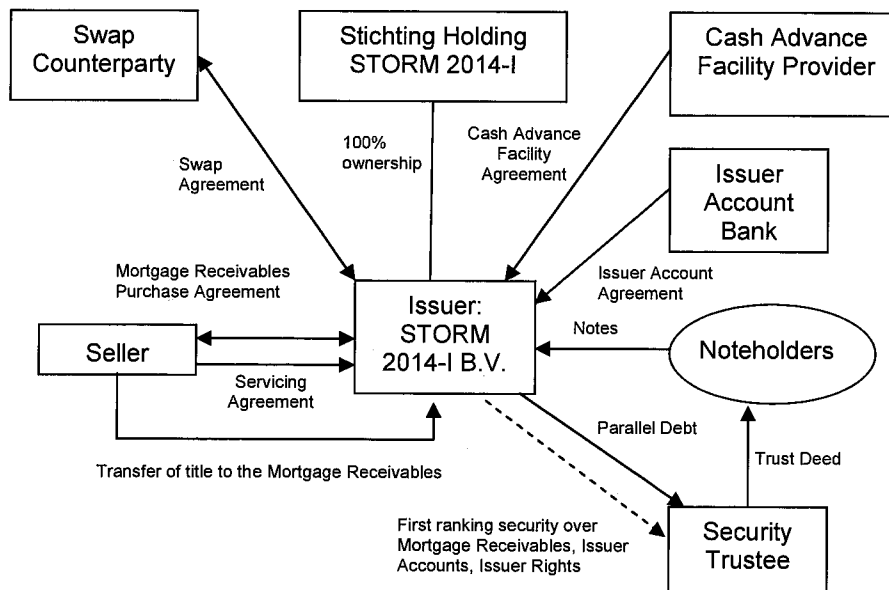 Swap
Counterparty
Stichting Holding
STORM 2014-I
Cash Advance
Facility Provider
100%
ownership
Cash Advance
Facility
Agreement
Swap
Agreement
Issuer
Account
Bank
Mortgage Receivables
Purchase Agreement
Issuer Account
Agreement
Issuer:
STORM
2014-I B.V.
Notes
Seller
Noteholders
Servicing
Agreement
Parallel Debt
Trust Deed
Transfer of title to the Mortgage Receivables
First ranking security over
Mortgage Receivables, Issuer
Accounts, Issuer Rights
Security
Trustee